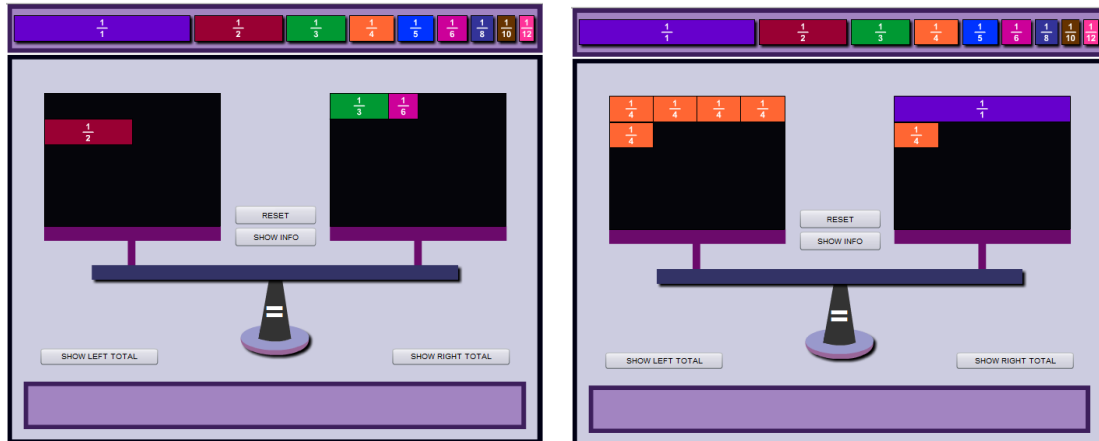 1/1 1/2 1/3 1/4 1/5 1/6 1/8 1/10 1/12
1/3 1/6
1/2
RESET
SHOW INFO
=
SHOW LEFT TOTAL SHOW RIGHT TOTAL
1/1 1/2 1/3 1/4 1/5 1/6 1/8 1/10 1/12
1/4 1/4 1/4 1/4 1/1
1/4 1/4
RESET
SHOW INFO
=
SHOW LEFT TOTAL SHOW RIGHT TOTAL